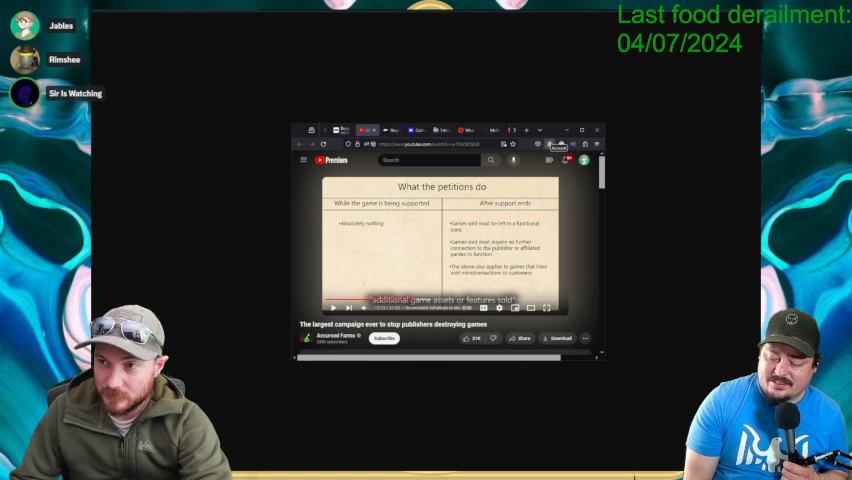 Last food derailment:
04/07/2024
Jables
Rimshee
Sir Is Watching
Account
Premium
Search
What the petitions do
While the game is being supported
After support ends
•Absolutely nothing
•Games sold must be left in a functional
state.
•Games sold must require no further
connection to the publisher or affiliated
parties to function.
•The above also applies to games that have
sold microtransactions to customers.
"additional game assets or features sold"
The largest campaign ever to stop publishers destroying games
Accursed Farms
Subscribe
31K
Share
Download